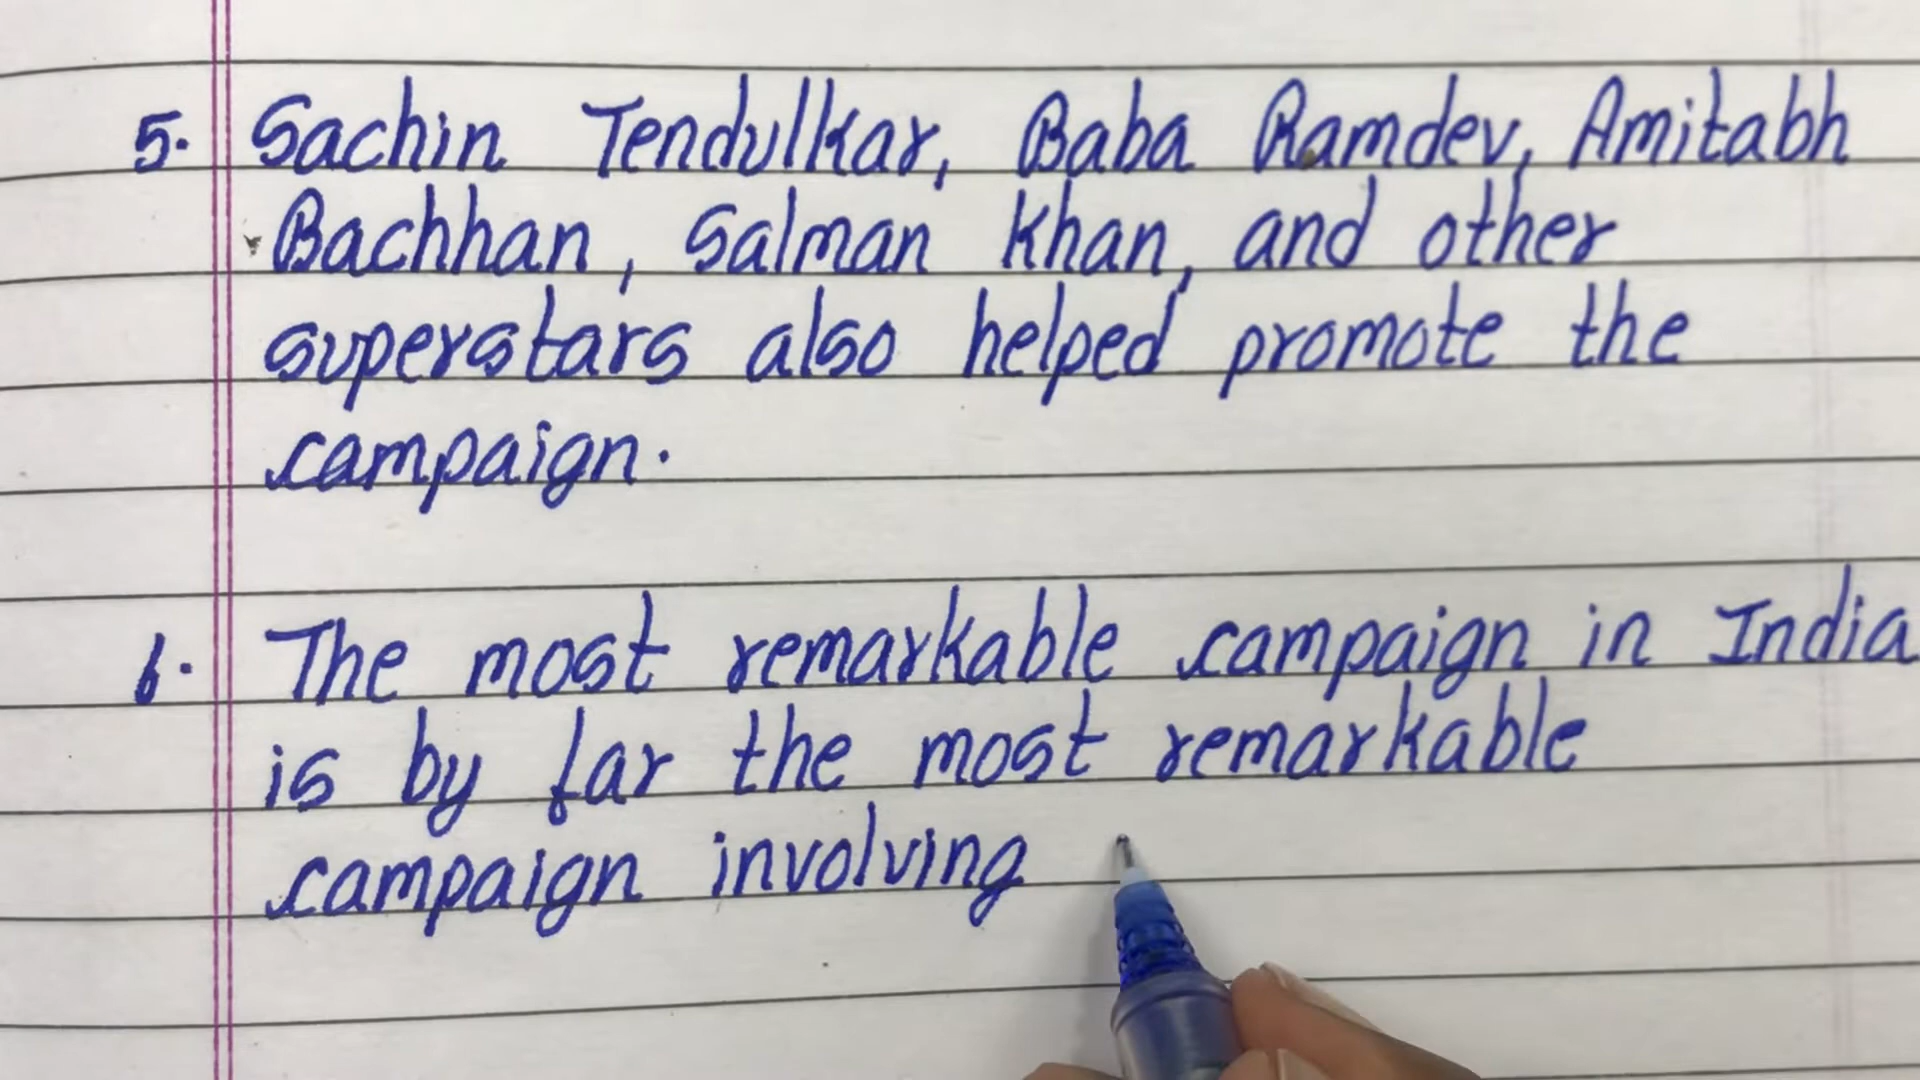 5. Sachin Tendulkar, Baba Ramdev, Amitabh
Bachhan, Salman Khan, and other
superstars also helped promote the
campaign.
6. The most remarkable campaign in India
is by far the most remarkable
campaign involving